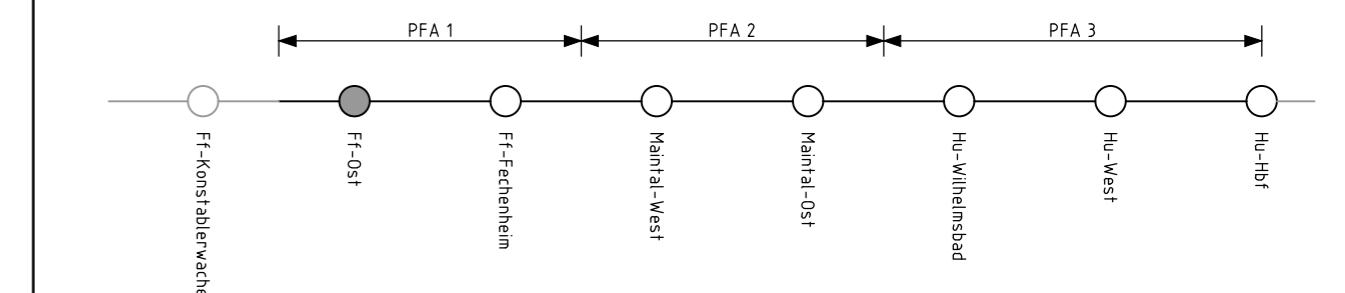 PFA 1
PFA 2
PFA 3
Ff-Konstablerwache
Ff-Ost
Ff-Fechenheim
Maintal-West
Maintal-Ost
Hu-Wilhelmsbad
Hu-West
Hu-Hbf